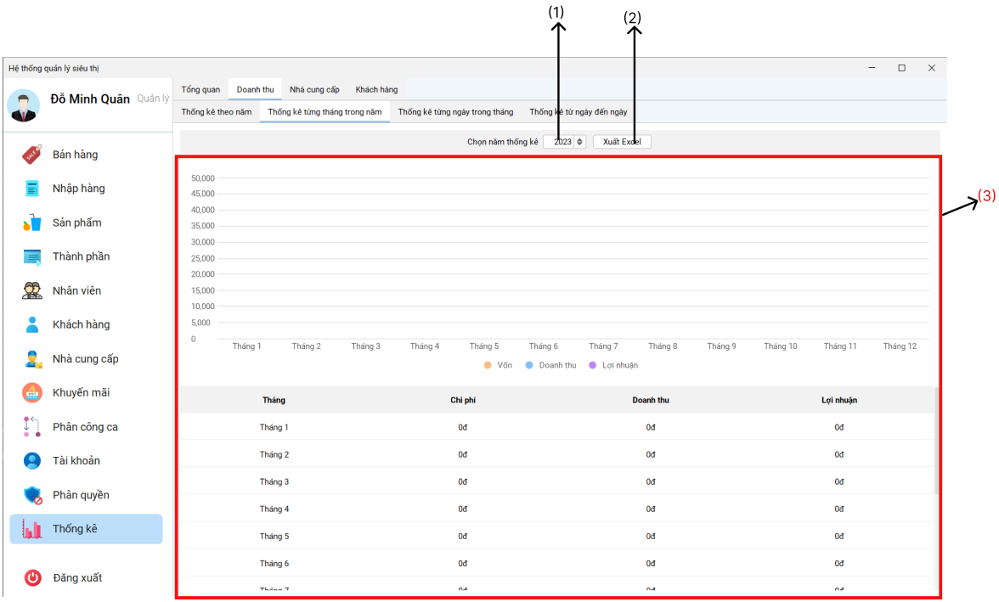 (1)
(2)
Hệ thống quản lý siêu thị
Đỗ Minh Quân Quản lý
Tổng quan Doanh thu Nhà cung cấp Khách hàng
Thống kê theo năm Thống kê từng tháng trong năm Thống kê từng ngày trong tháng Thống kê từ ngày đến ngày
Chọn năm thống kê 2023 Xuất Excel
(3)
Bán hàng
Nhập hàng
Sản phẩm
Thành phần
Nhân viên
Khách hàng
Nhà cung cấp
Khuyến mãi
Phân công ca
Tài khoản
Phân quyền
Thống kê
Đăng xuất
50,000
45,000
40,000
35,000
30,000
25,000
20,000
15,000
10,000
5,000
0
Tháng 1 Tháng 2 Tháng 3 Tháng 4 Tháng 5 Tháng 6 Tháng 7 Tháng 8 Tháng 9 Tháng 10 Tháng 11 Tháng 12
Vốn Doanh thu Lợi nhuận
Tháng Chi phí Doanh thu Lợi nhuận
Tháng 1 0đ 0đ 0đ
Tháng 2 0đ 0đ 0đ
Tháng 3 0đ 0đ 0đ
Tháng 4 0đ 0đ 0đ
Tháng 5 0đ 0đ 0đ
Tháng 6 0đ 0đ 0đ
Tháng 7 0đ 0đ 0đ